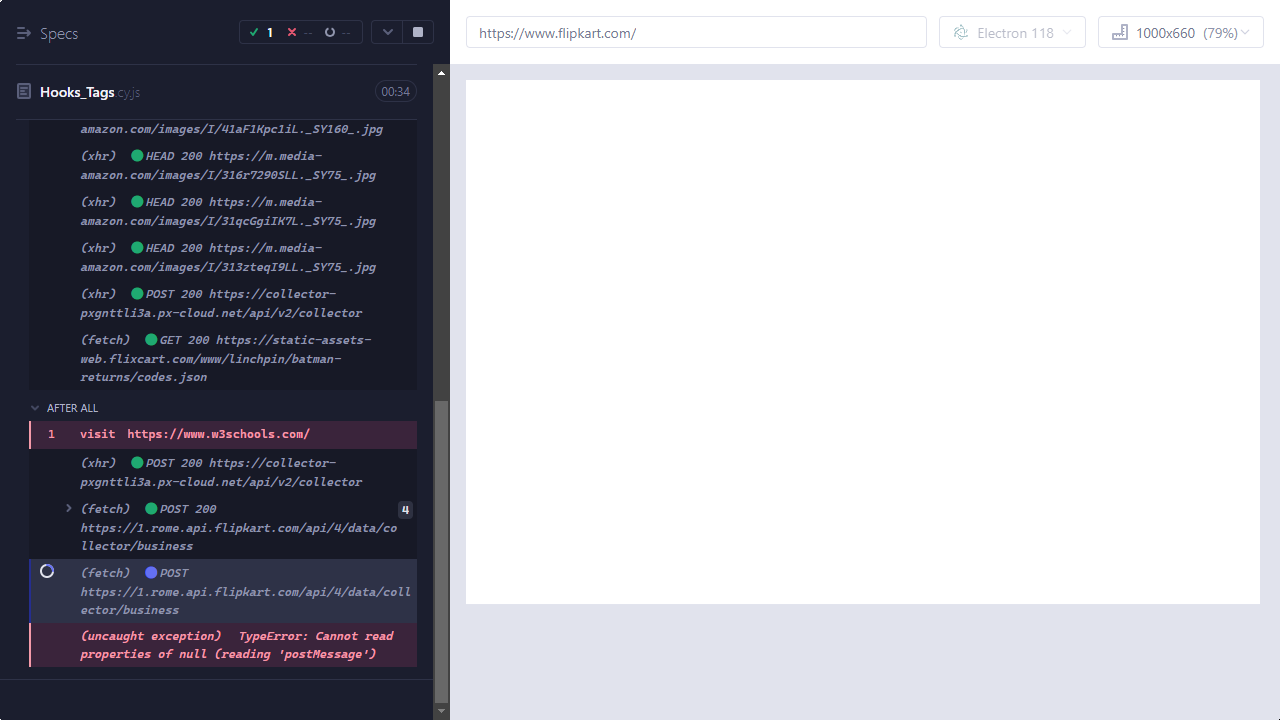 Specs
1
--
--
https://www.flipkart.com/
Electron 118
1000x660 (79%)
Hooks_Tags.cy.js
00:34
amazon.com/images/I/41aF1Kpc1iL._SY160_.jpg
(xhr) HEAD 200 https://m.media-
amazon.com/images/I/316r7290SLL._SY75_.jpg
(xhr) HEAD 200 https://m.media-
amazon.com/images/I/31qcGgiIK7L._SY75_.jpg
(xhr) HEAD 200 https://m.media-
amazon.com/images/I/313zteqI9LL._SY75_.jpg
(xhr) POST 200 https://collector-
pxgnttli3a.px-cloud.net/api/v2/collector
(fetch) GET 200 https://static-assets-
web.flixcart.com/www/linchpin/batman-
returns/codes.json
AFTER ALL
1 visit https://www.w3schools.com/
(xhr) POST 200 https://collector-
pxgnttli3a.px-cloud.net/api/v2/collector
(fetch) POST 200 4
https://1.rome.api.flipkart.com/api/4/data/co
llector/business
(fetch) POST
https://1.rome.api.flipkart.com/api/4/data/coll
ector/business
(uncaught exception) TypeError: Cannot read
properties of null (reading 'postMessage')